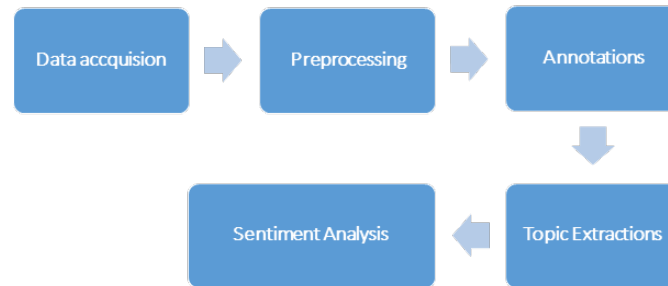 Data accquision
Preprocessing
Annotations
Topic Extractions
Sentiment Analysis